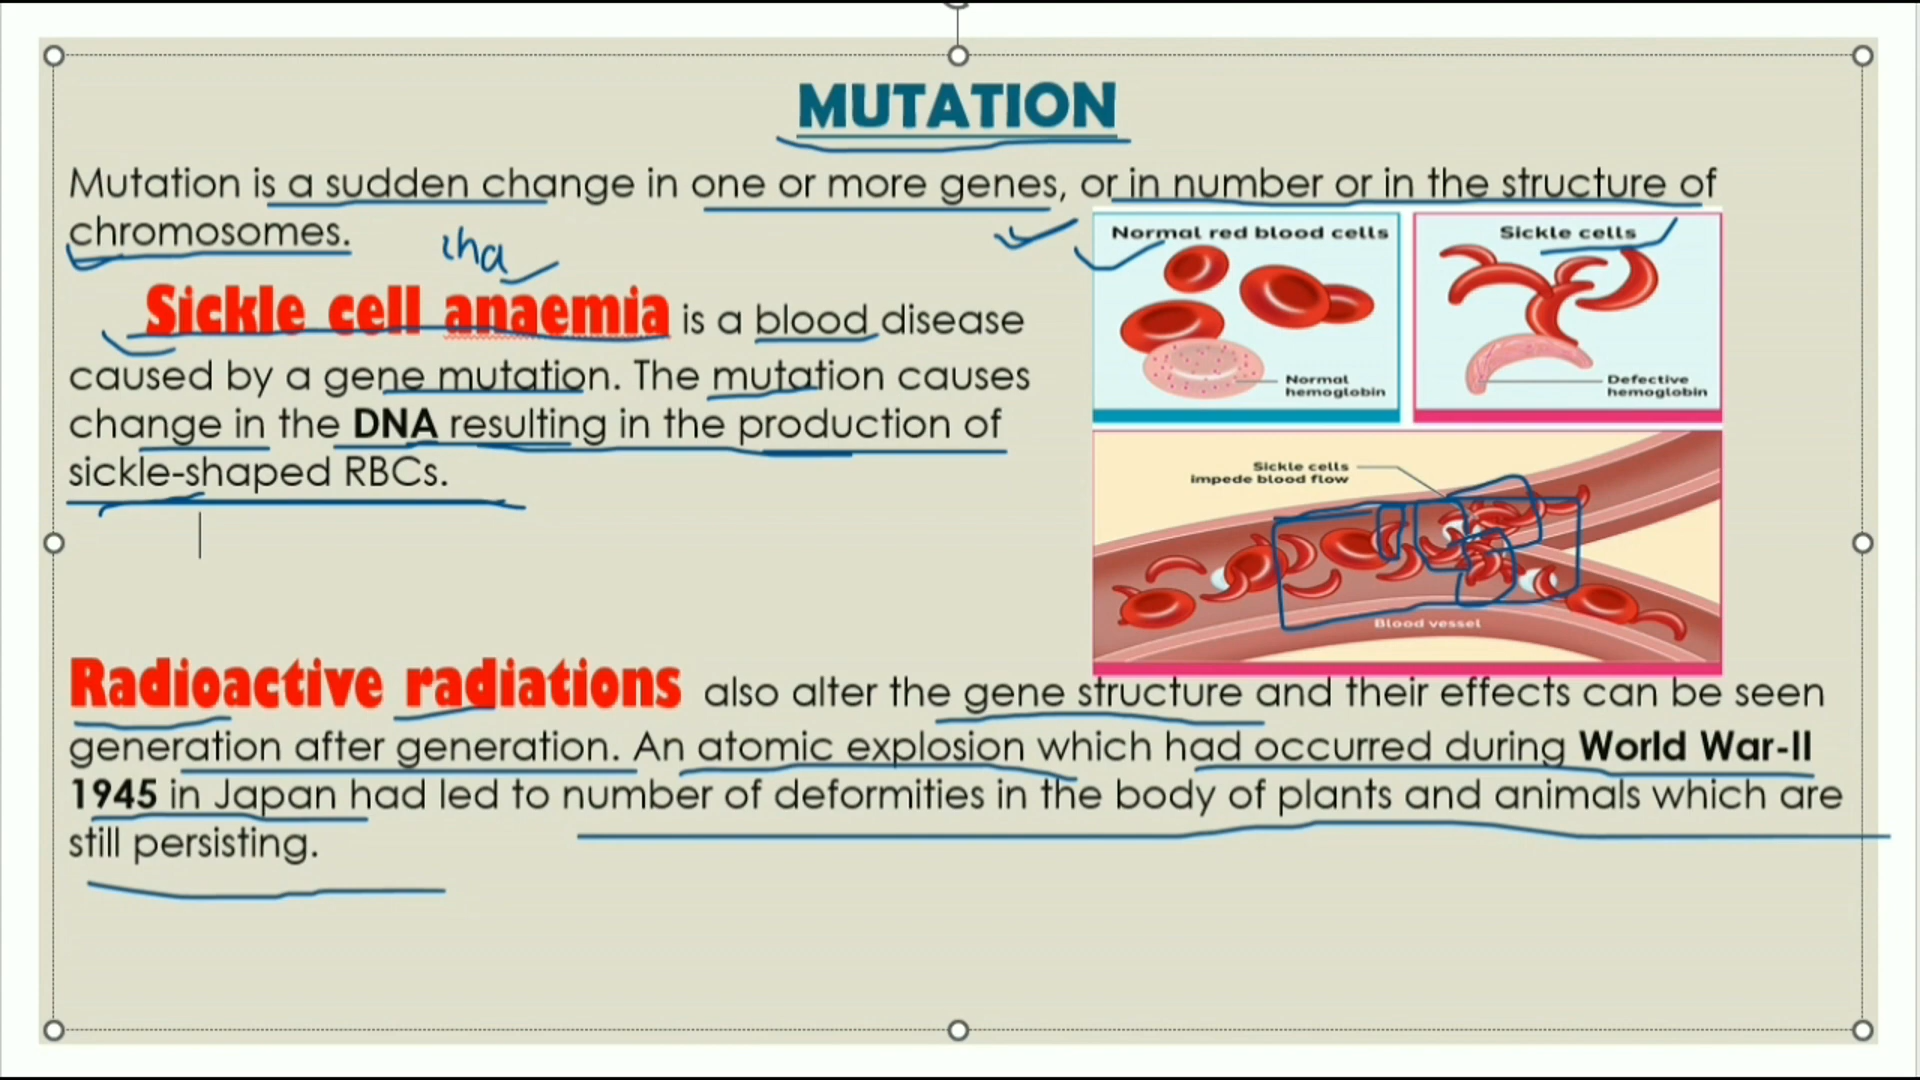 MUTATION
Mutation is a sudden change in one or more genes, or in number or in the structure of
chromosomes.
Normal red blood cells
Normal
hemoglobin
Sickle cells
Defective
hemoglobin
Sickle cell anaemia is a blood disease
caused by a gene mutation. The mutation causes
change in the DNA resulting in the production of
sickle-shaped RBCs.
Sickle cells
impede blood flow
Blood vessel
Radioactive radiations also alter the gene structure and their effects can be seen
generation after generation. An atomic explosion which had occurred during World War-II
1945 in Japan had led to number of deformities in the body of plants and animals which are
still persisting.